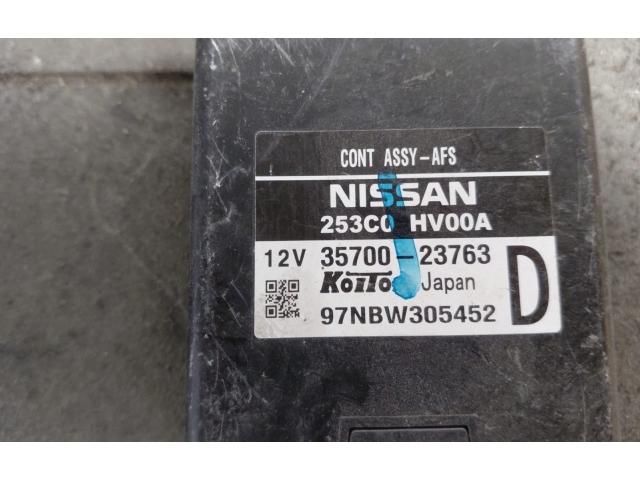 CONT ASSY-AFS
NISSAN
253C0 HV00A
12V 35700-23763
KOITO Japan
97NBW305452 D